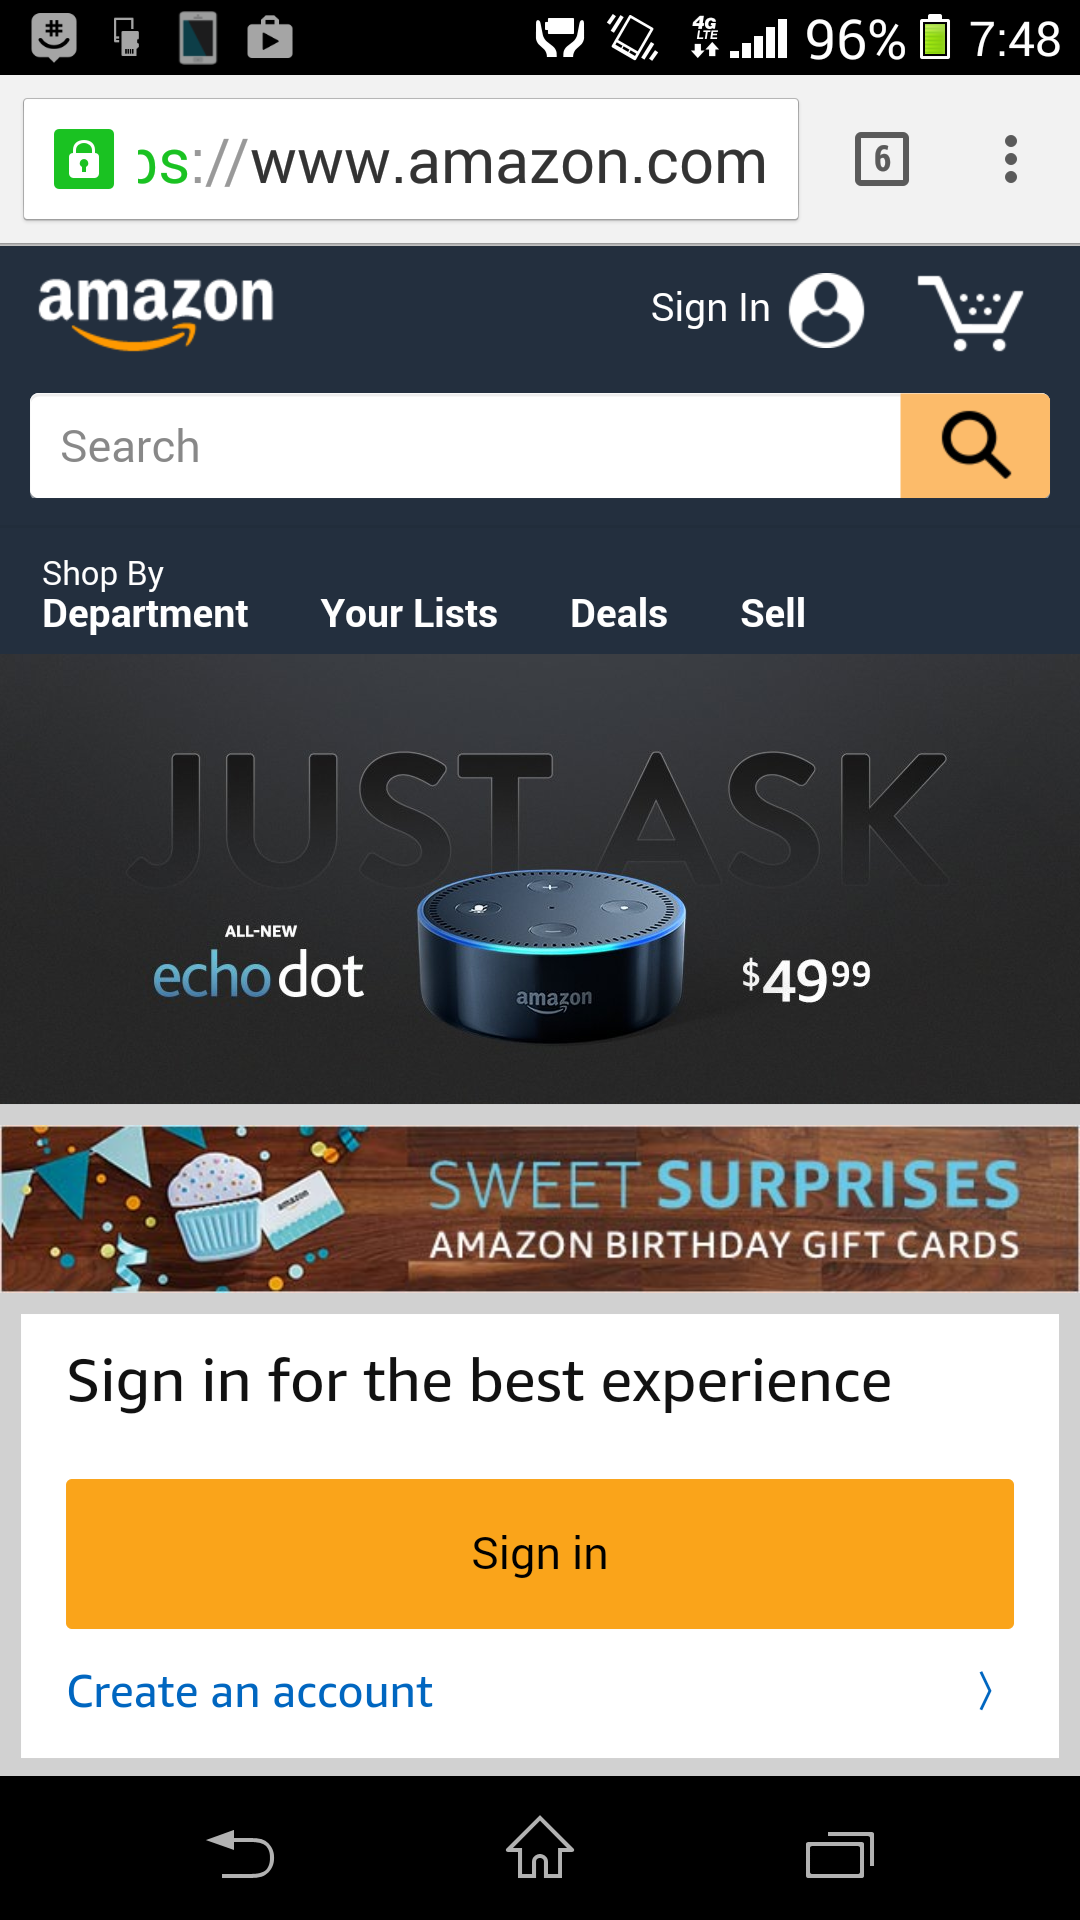 4G
LTE
96%
7:48
ps://www.amazon.com
6
amazon
Sign In
Search
Shop By
Department
Your Lists
Deals
Sell
JUST ASK
ALL-NEW
echo dot
amazon
$49 99
amazon
SWEET SURPRISES
AMAZON BIRTHDAY GIFT CARDS
Sign in for the best experience
Sign in
Create an account